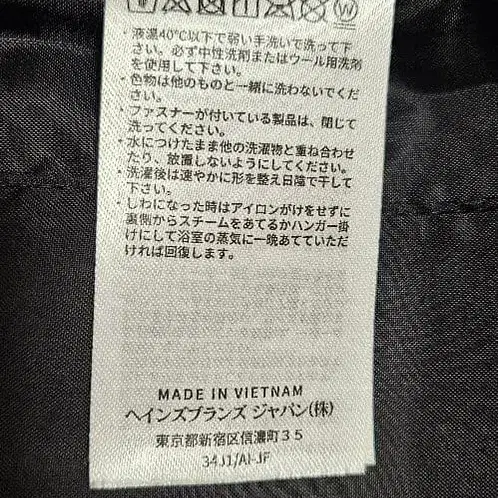 ・液温40℃以下で弱い手洗いで洗って下
さい。必ず中性洗剤またはウール用洗剤
を使用して下さい。
・色物は他のものと一緒に洗わないでくだ
さい。
・ファスナーが付いている製品は、閉じて
洗ってください。
・水につけたまま他の洗濯物と重ね合わせ
たり、放置しないようにしてください。
・洗濯後は速やかに形を整え日陰で干して
下さい。
・しわになった時はアイロンがけをせずに
裏側からスチームをあてるかハンガー掛
けにして浴室の蒸気に一晩あてていただ
ければ回復します。
MADE IN VIETNAM
ヘインズブランズ ジャパン(株)
東京都新宿区信濃町35
34J1/AI-JF